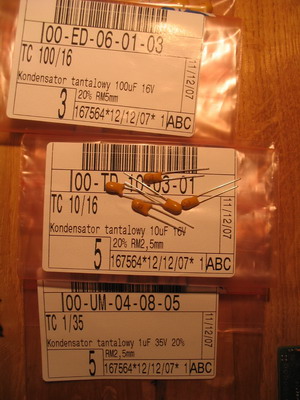 I00-ED-06-01-03
TC 100/16
Kondensator tantalowy 100uF 16V
20% RM5mm
3
167564*12/12/07* 1
ABC
11/12/07
TC 10/16
Kondensator tantalowy 10uF 16V
20% RM2,5mm
5
167564*12/12/07* 1
ABC
11/12/07
I00-UM-04-08-05
TC 1/35
Kondensator tantalowy 1uF 35V 20%
RM2,5mm
5
167564*12/12/07* 1
ABC
11/12/07